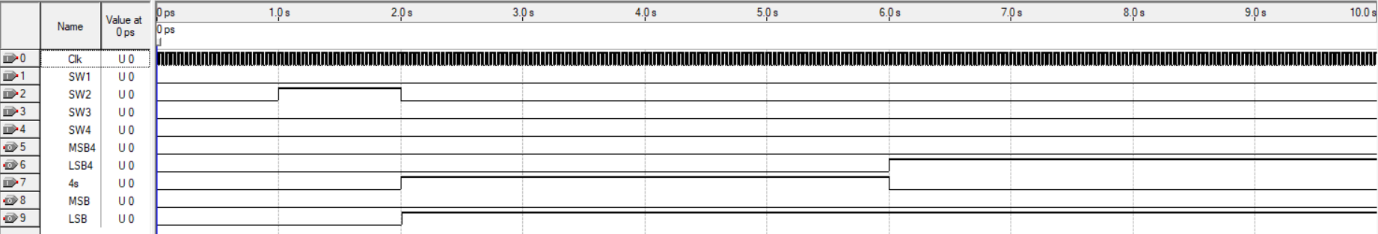 Name Value at 0 ps 0 ps 1.0 s 2.0 s 3.0 s 4.0 s 5.0 s 6.0 s 7.0 s 8.0 s 9.0 s 10.0 s
0 ps
0 Clk U 0
1 SW1 U 0
2 SW2 U 0
3 SW3 U 0
4 SW4 U 0
5 MSB4 U 0
6 LSB4 U 0
7 4s U 0
8 MSB U 0
9 LSB U 0